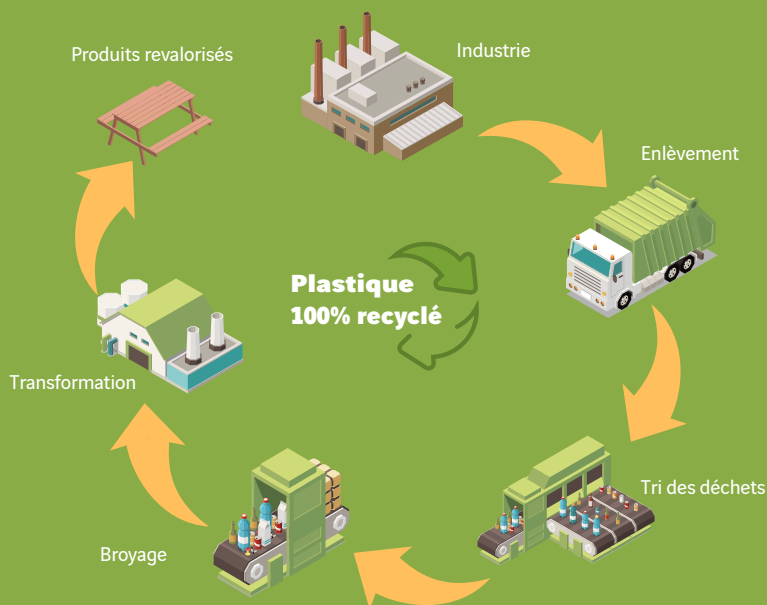 Produits revalorisés
Industrie
Enlèvement
Plastique
100% recyclé
Transformation
Tri des déchets
Broyage